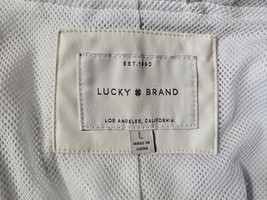 EST. 1990
LUCKY BRAND
LOS ANGELES, CALIFORNIA
L
MADE IN
CHINA